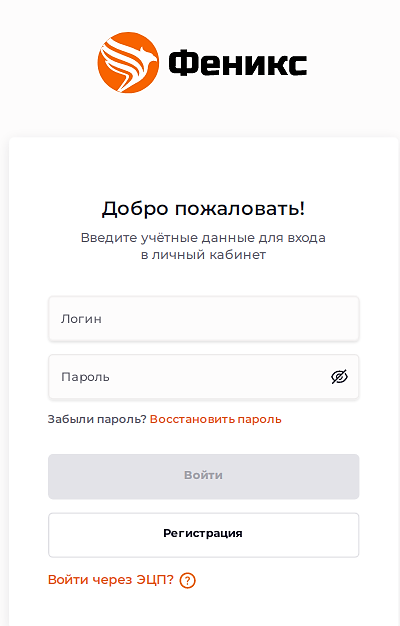 Феникс
Добро пожаловать!
Введите учётные данные для входа
в личный кабинет
Логин
Пароль
Забыли пароль? Восстановить пароль
Войти
Регистрация
Войти через ЭЦП? ?